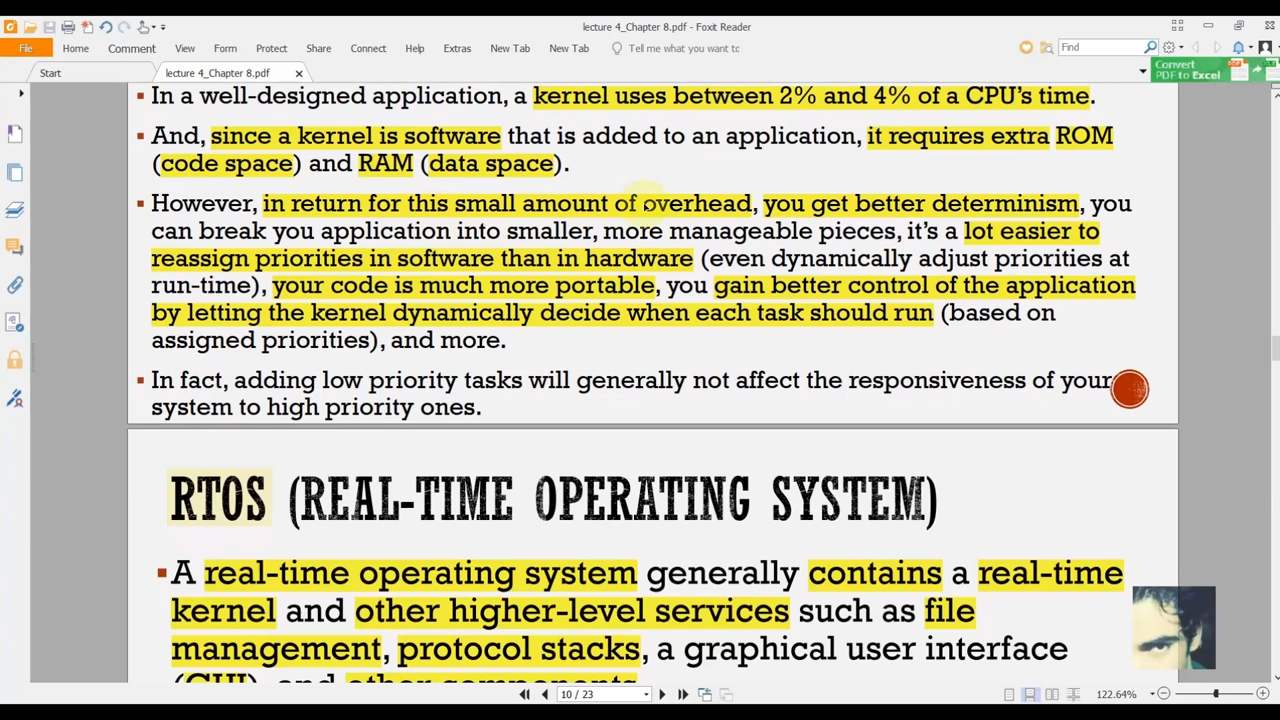 lecture 4_Chapter 8.pdf - Foxit Reader
File Home Comment View Form Protect Share Connect Help Extras New Tab New Tab Tell me what you want tc Find
Start lecture 4_Chapter 8.pdf
Convert
PDF to Excel
In a well-designed application, a kernel uses between 2% and 4% of a CPU's time.
And, since a kernel is software that is added to an application, it requires extra ROM
(code space) and RAM (data space).
However, in return for this small amount of overhead, you get better determinism, you
can break you application into smaller, more manageable pieces, it's a lot easier to
reassign priorities in software than in hardware (even dynamically adjust priorities at
run-time), your code is much more portable, you gain better control of the application
by letting the kernel dynamically decide when each task should run (based on
assigned priorities), and more.
In fact, adding low priority tasks will generally not affect the responsiveness of your
system to high priority ones.
RTOS (REAL-TIME OPERATING SYSTEM)
A real-time operating system generally contains a real-time
kernel and other higher-level services such as file
management, protocol stacks, a graphical user interface
(GUI), and other components
10 / 23
122.64%